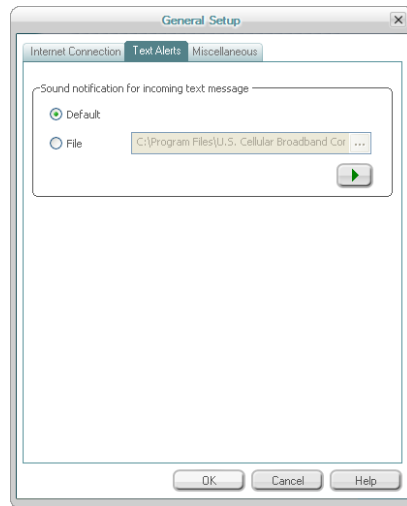 General Setup
Internet Connection Text Alerts Miscellaneous
Sound notification for incoming text message
Default
File C:\Program Files\U.S. Cellular Broadband Cor ...
OK Cancel Help